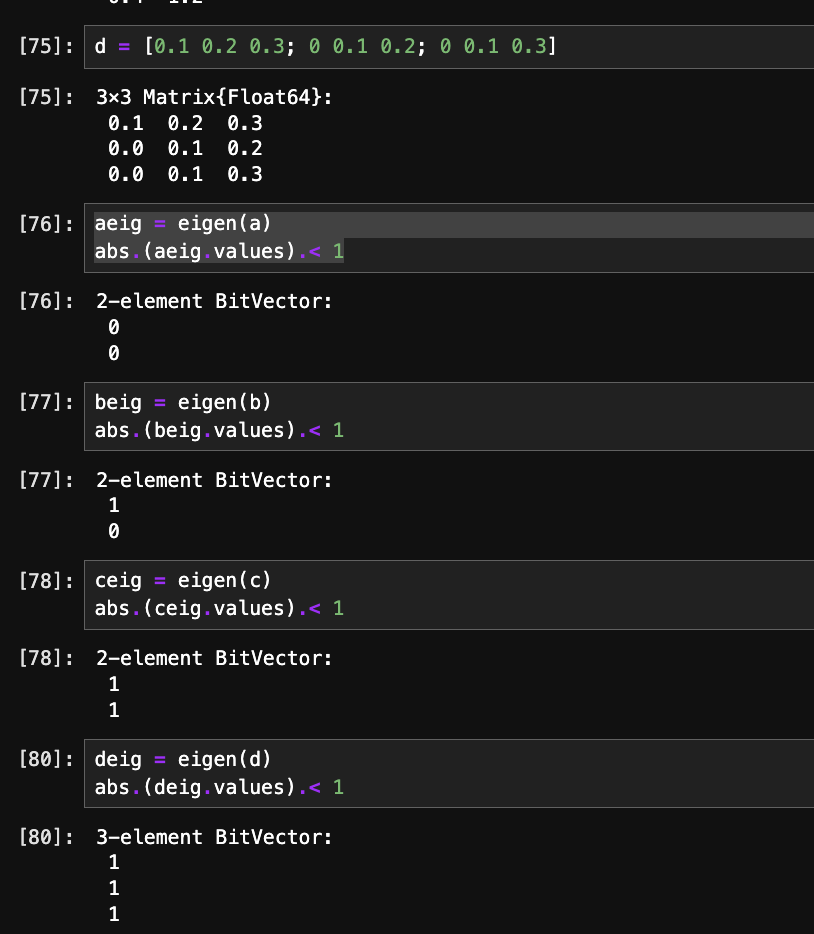 [75]: d = [0.1 0.2 0.3; 0 0.1 0.2; 0 0.1 0.3]
[75]: 3×3 Matrix{Float64}:
0.1 0.2 0.3
0.0 0.1 0.2
0.0 0.1 0.3
[76]: aeig = eigen(a)
abs.(aeig.values).< 1
[76]: 2-element BitVector:
0
0
[77]: beig = eigen(b)
abs.(beig.values).< 1
[77]: 2-element BitVector:
1
0
[78]: ceig = eigen(c)
abs.(ceig.values).< 1
[78]: 2-element BitVector:
1
1
[80]: deig = eigen(d)
abs.(deig.values).< 1
[80]: 3-element BitVector:
1
1
1